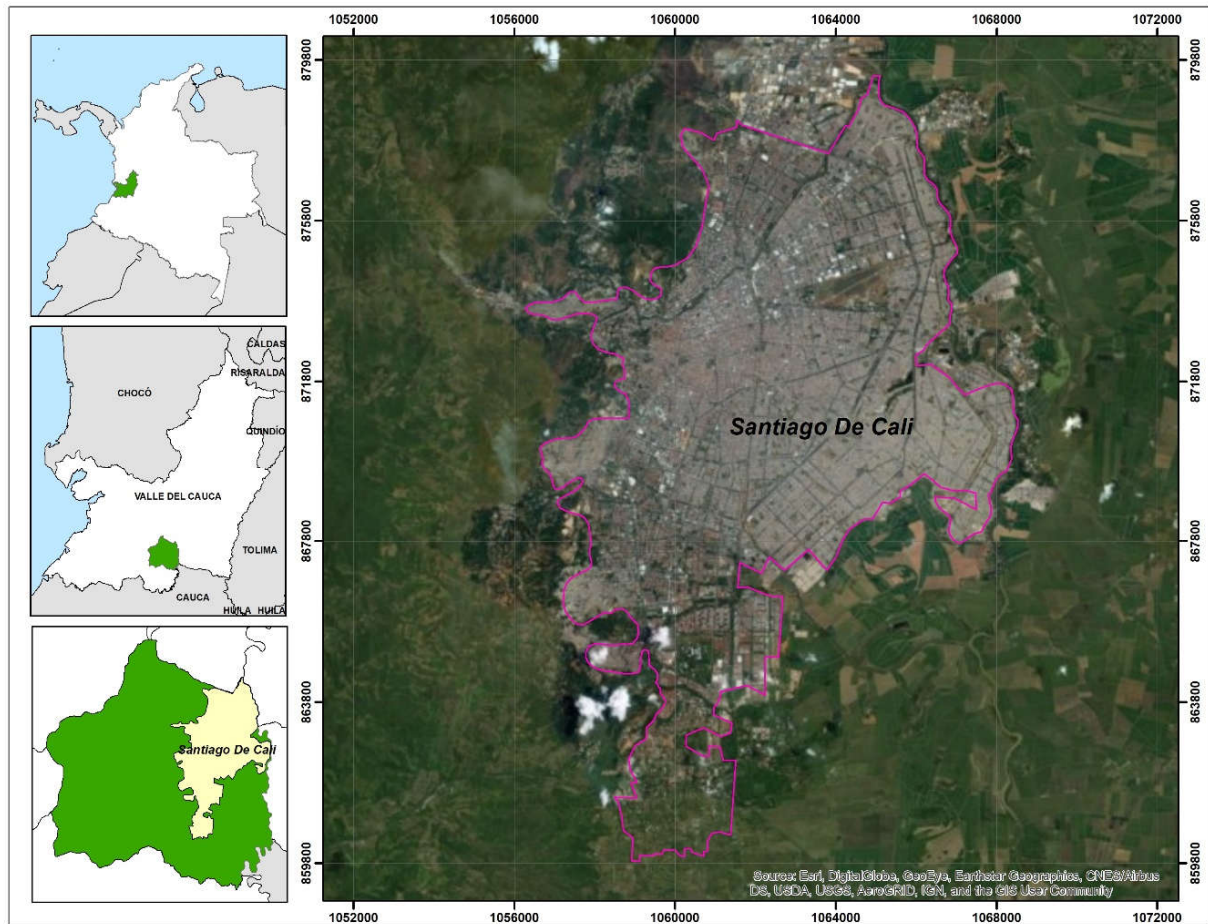 1052000 1056000 1060000 1064000 1068000 1072000
879800 879800
875800 875800
871800 871800
867800 867800
863800 863800
859800 859800
CALDAS
RISARALDA
CHOCÓ
QUINDÍO
VALLE DEL CAUCA
TOLIMA
CAUCA
HUILA HUILA
Santiago De Cali
Santiago De Cali
Source: Esri, DigitalGlobe, GeoEye, Earthstar Geographics, CNES/Airbus
DS, USDA, USGS, AeroGRID, IGN, and the GIS User Community
1052000 1056000 1060000 1064000 1068000 1072000